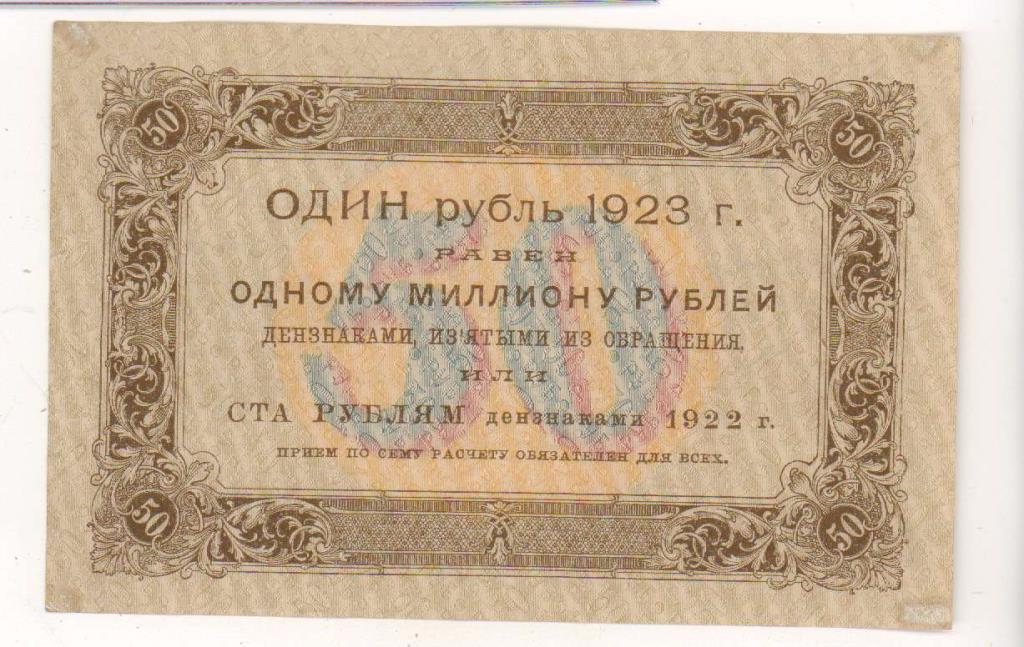 50 50
ОДИН рубль 1923 г.
РАВЕН
ОДНОМУ МИЛЛИОНУ РУБЛЕЙ
ДЕНЗНАКАМИ, ИЗ'ЯТЫМИ ИЗ ОБРАЩЕНИЯ,
ИЛИ
СТА РУБЛЯМ дензнаками 1922 г.
ПРИЕМ ПО СЕМУ РАСЧЕТУ ОБЯЗАТЕЛЕН ДЛЯ ВСЕХ.
50
50 50